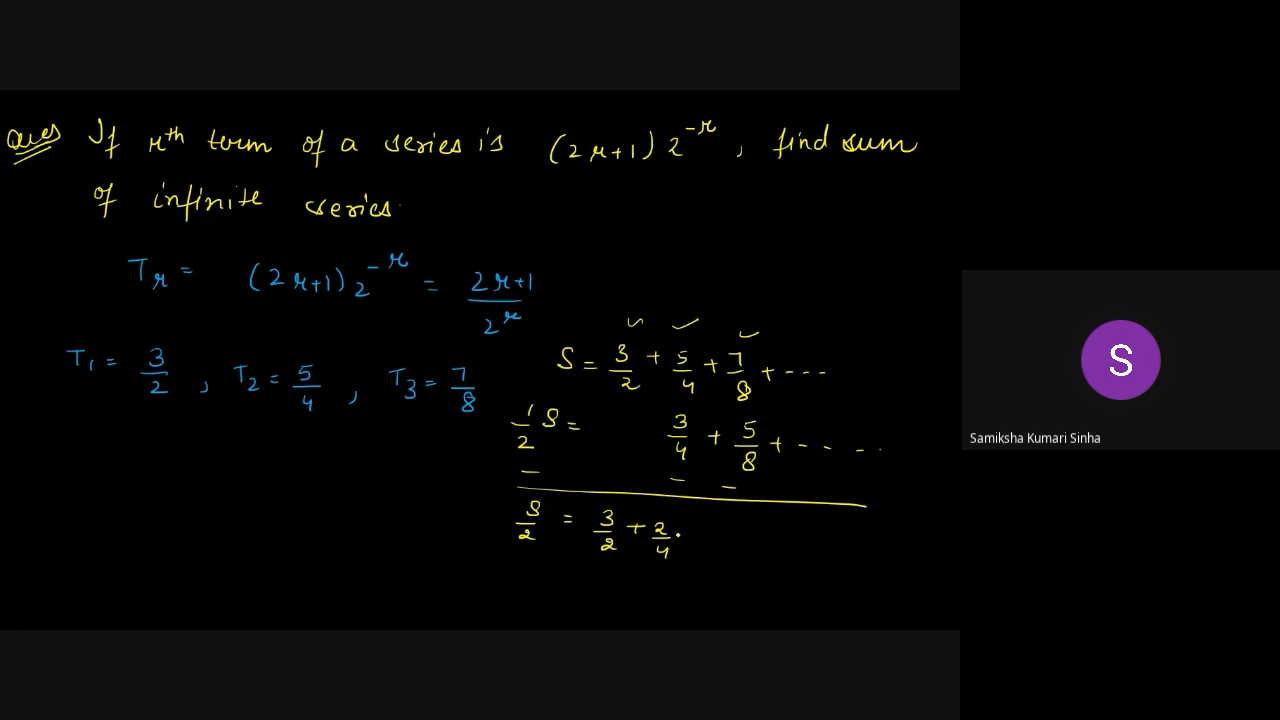 Ques If rth term of a series is (2r+1) 2^-r , find sum
of infinite series.
Tr = (2r+1) 2^-r = 2r+1/2^r
T1 = 3/2 , T2 = 5/4 , T3 = 7/8
S = 3/2 + 5/4 + 7/8 + ----
1/2 S = 3/4 + 5/8 + - - - - -
- - -
S/2 = 3/2 + 2/4
S
Samiksha Kumari Sinha